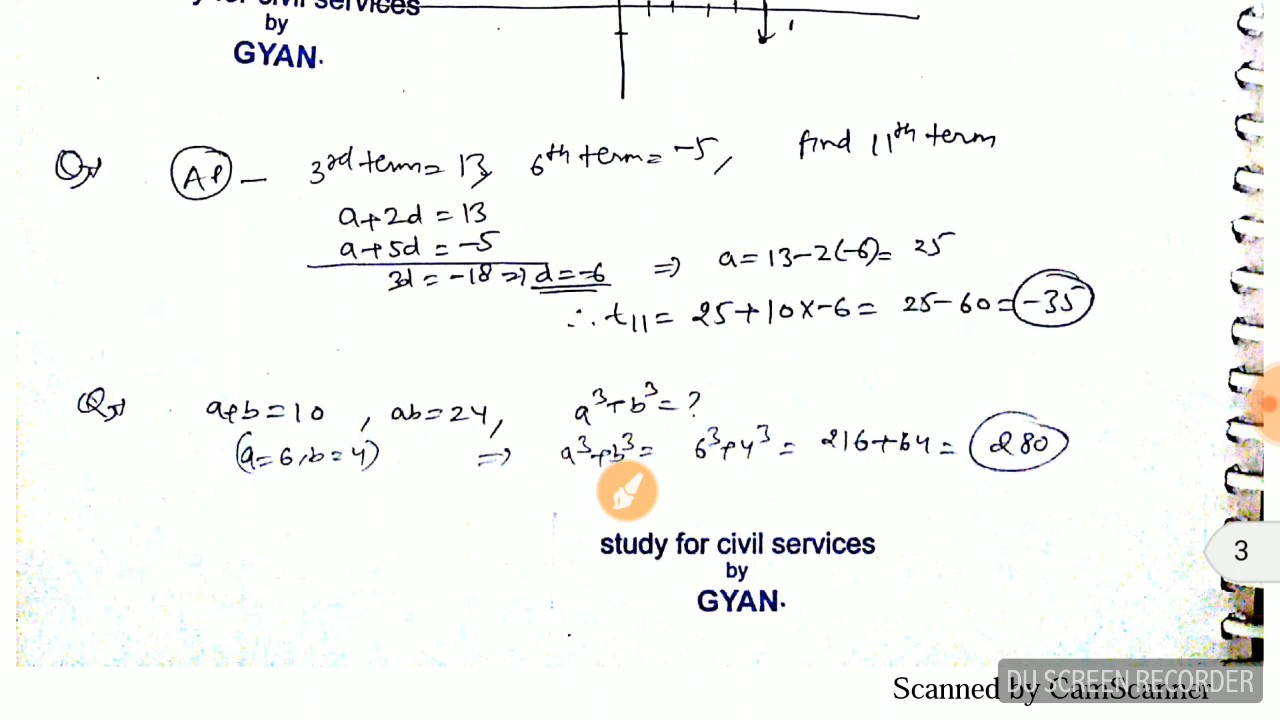 study for civil services
by
GYAN.
Q→ AP – 3rd term = 13, 6th term = -5, find 11th term
a+2d = 13
a+5d = -5
3d = -18 ⇒ d = -6 ⇒ a = 13-2(-6) = 25
∴ t11 = 25+10x-6 = 25-60 = -35
Q→ a+b=10, ab=24, a³+b³=?
(a=6, b=4) ⇒ a³+b³ = 6³+4³ = 216+64 = 280
study for civil services
by
GYAN.
3
Scanned by CamScanner
DU SCREEN RECORDER